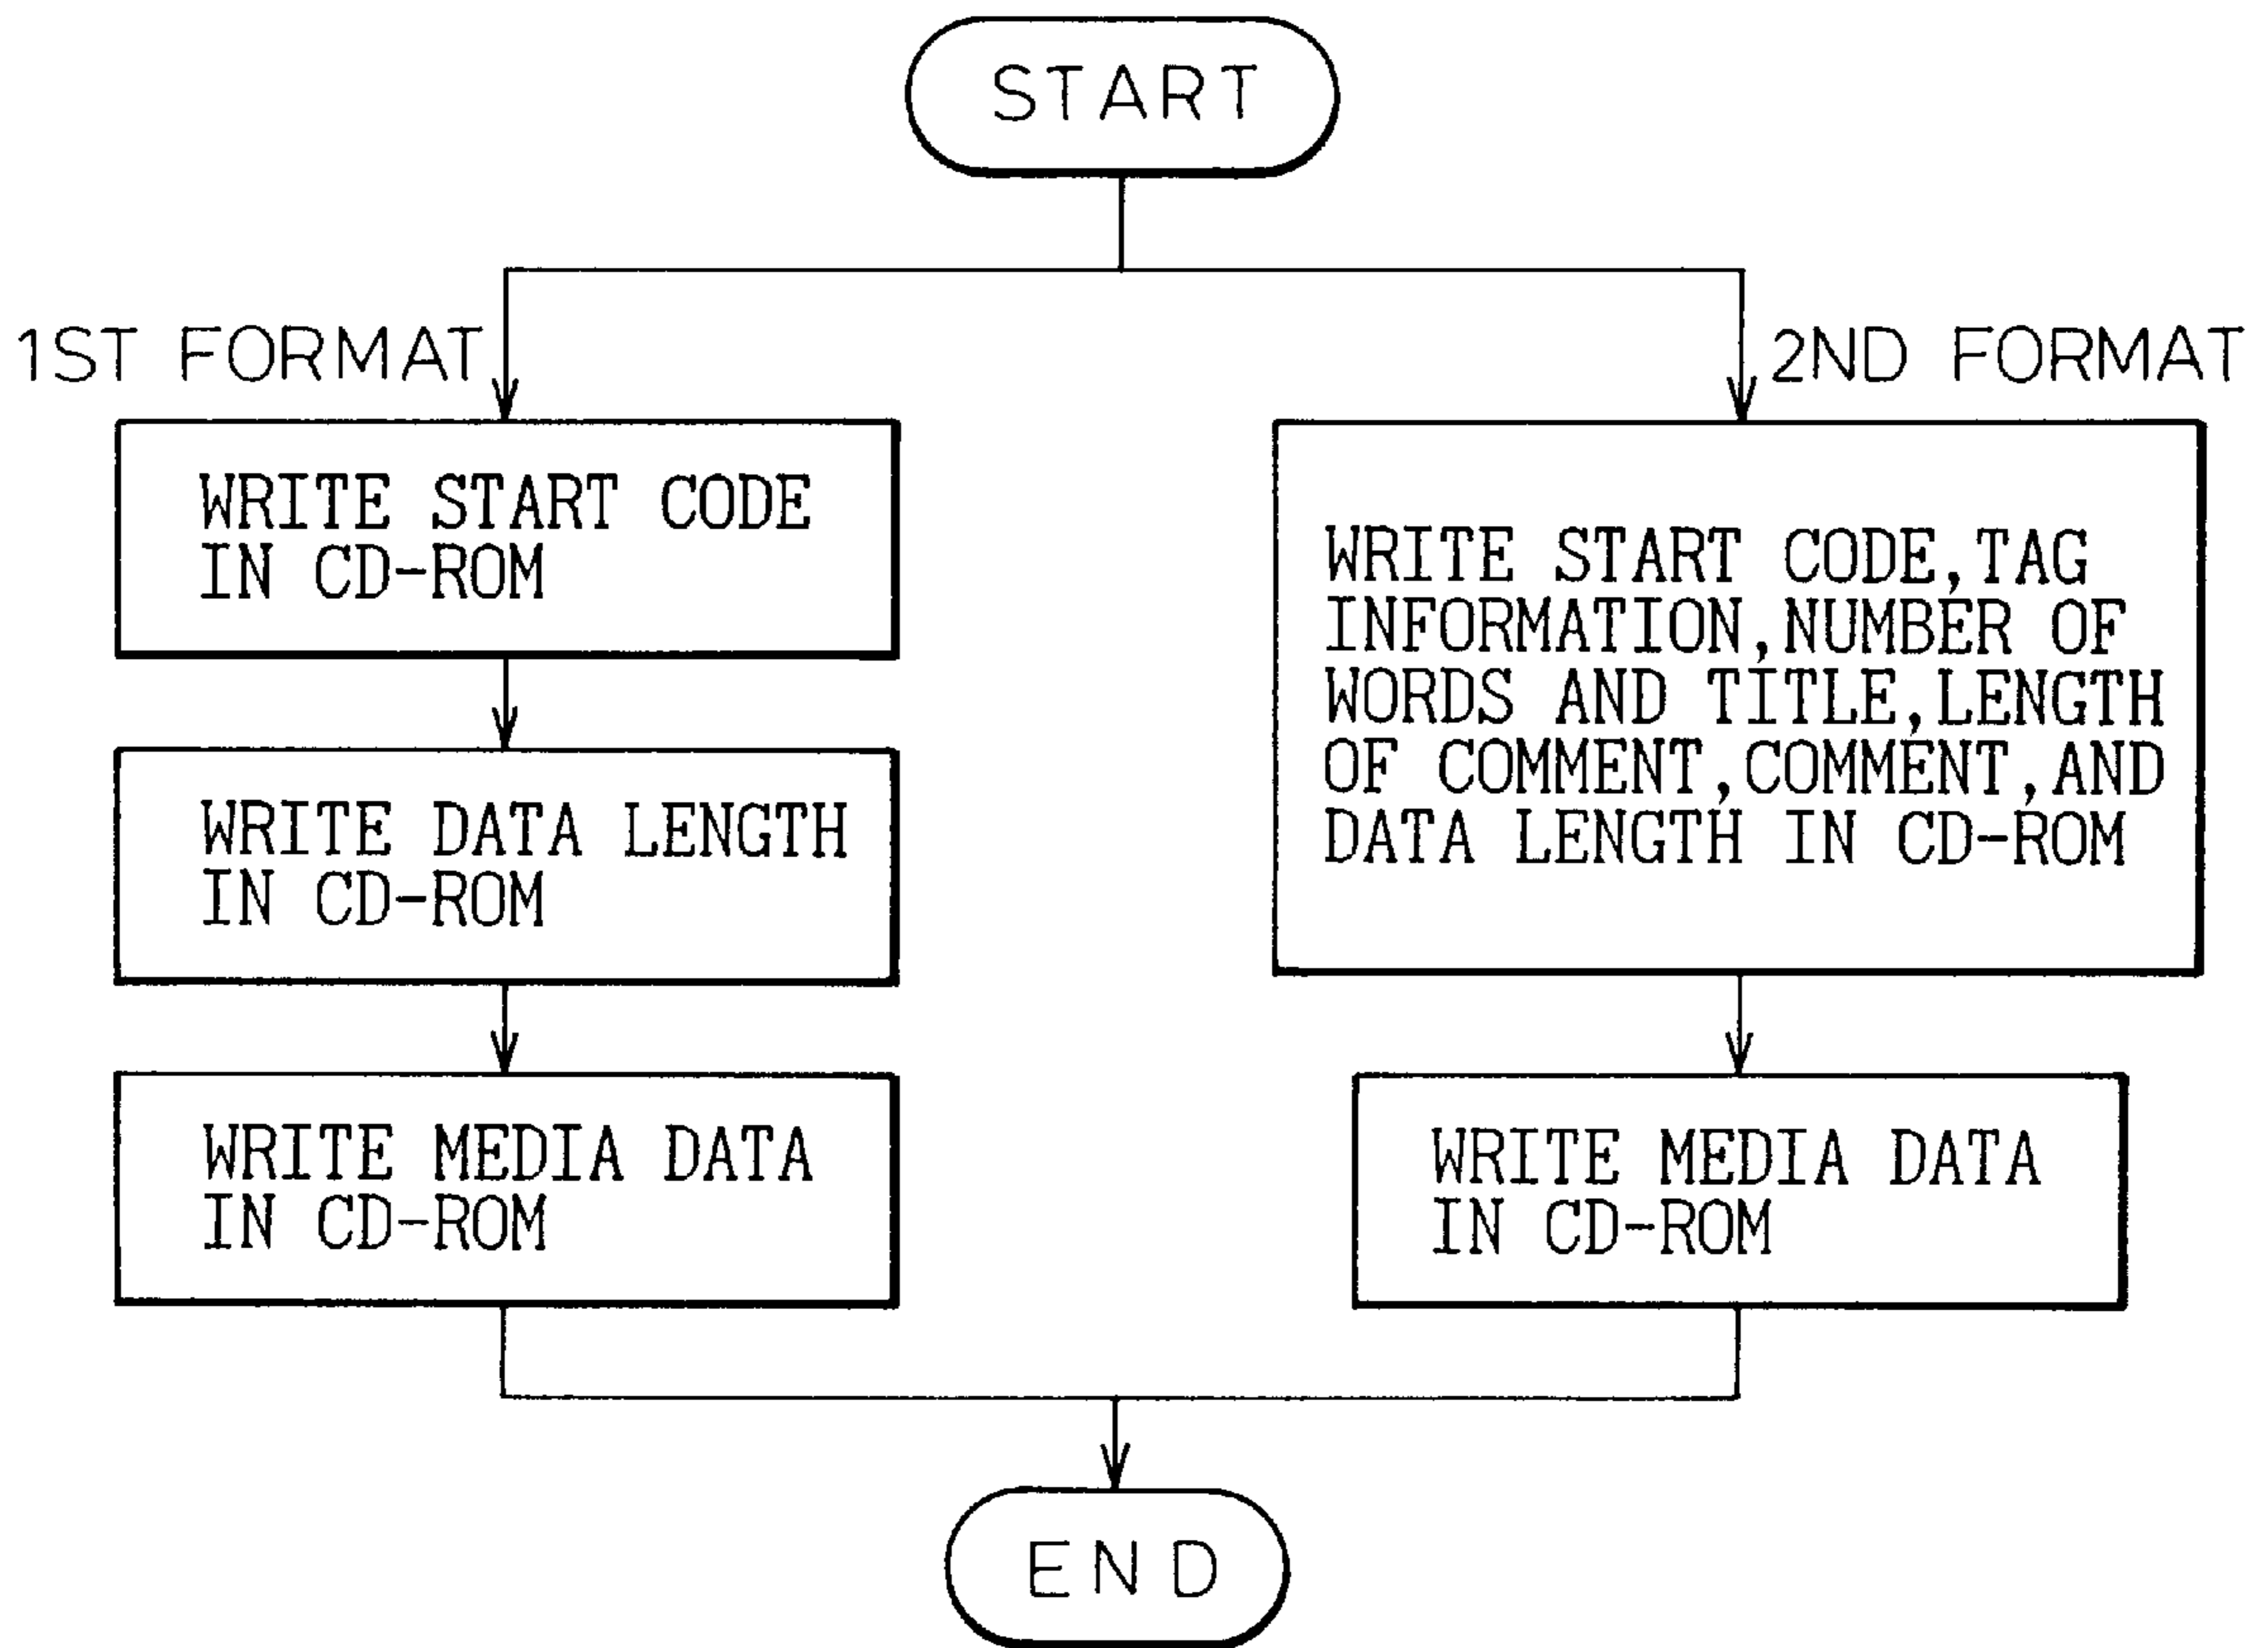 START
1ST FORMAT
WRITE START CODE
IN CD-ROM
WRITE DATA LENGTH
IN CD-ROM
WRITE MEDIA DATA
IN CD-ROM
2ND FORMAT
WRITE START CODE,TAG
INFORMATION,NUMBER OF
WORDS AND TITLE,LENGTH
OF COMMENT,COMMENT,AND
DATA LENGTH IN CD-ROM
WRITE MEDIA DATA
IN CD-ROM
END